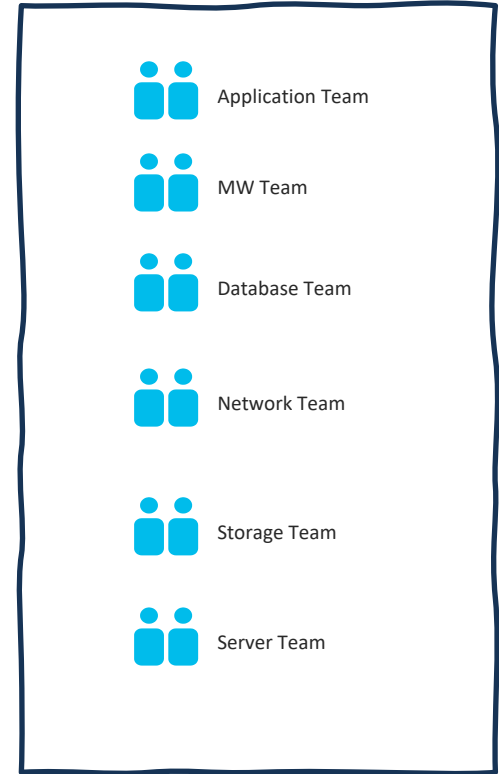 Application Team
MW Team
Database Team
Network Team
Storage Team
Server Team